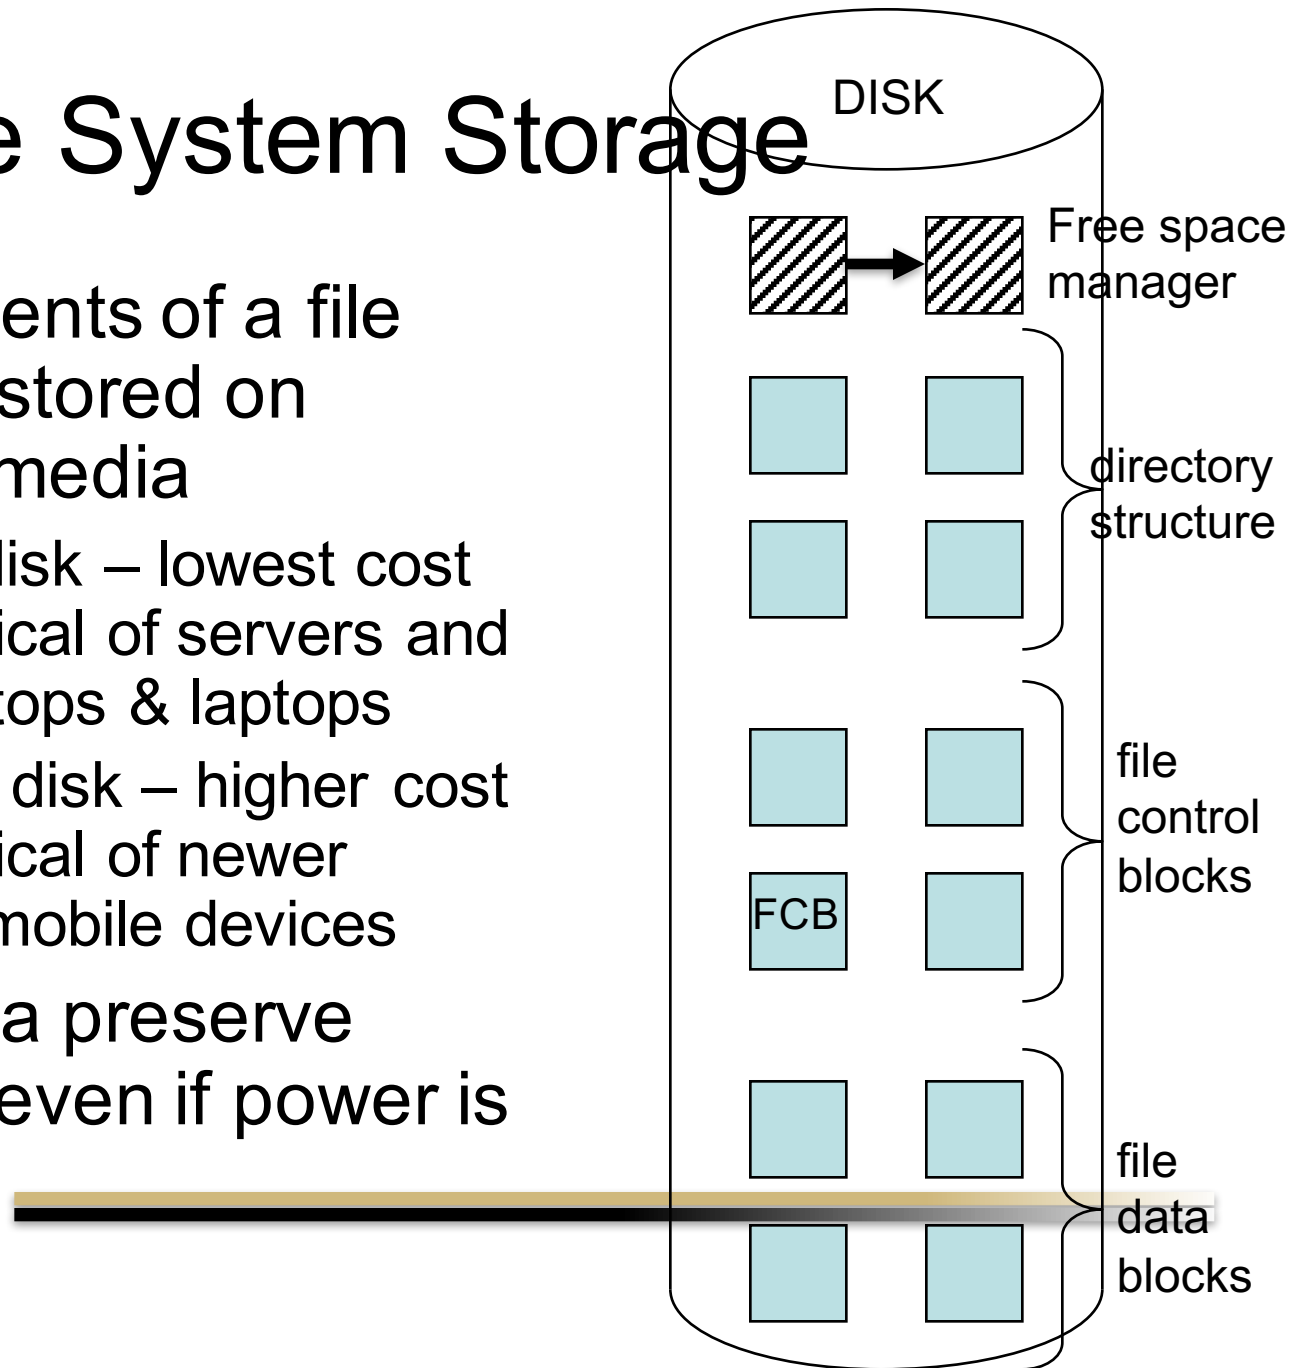 e System Storage
ents of a file
stored on
media
disk – lowest cost
ical of servers and
tops & laptops
disk – higher cost
ical of newer
mobile devices
a preserve
even if power is
DISK
Free space
manager
directory
structure
file
control
blocks
FCB
file
data
blocks